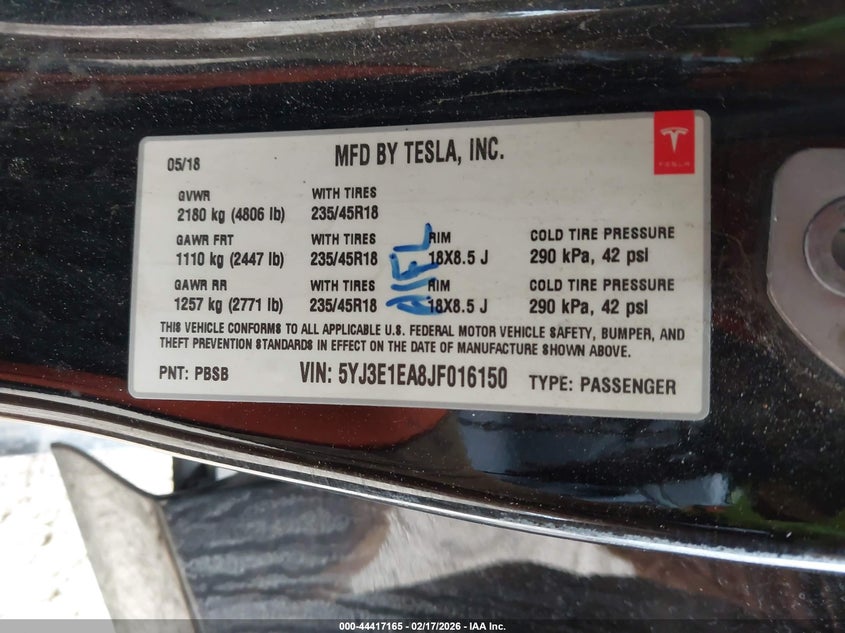 05/18
MFD BY TESLA, INC.
TESLA
GVWR WITH TIRES
2180 kg (4806 lb) 235/45R18
GAWR FRT WITH TIRES RIM COLD TIRE PRESSURE
1110 kg (2447 lb) 235/45R18 18X8.5 J 290 kPa, 42 psi
GAWR RR WITH TIRES RIM COLD TIRE PRESSURE
1257 kg (2771 lb) 235/45R18 18X8.5 J 290 kPa, 42 psi
THIS VEHICLE CONFORMS TO ALL APPLICABLE U.S. FEDERAL MOTOR VEHICLE SAFETY, BUMPER, AND
THEFT PREVENTION STANDARDS IN EFFECT ON THE DATE OF MANUFACTURE SHOWN ABOVE.
PNT: PBSB VIN: 5YJ3E1EA8JF016150 TYPE: PASSENGER
000-44417165 - 02/17/2026 - IAA Inc.